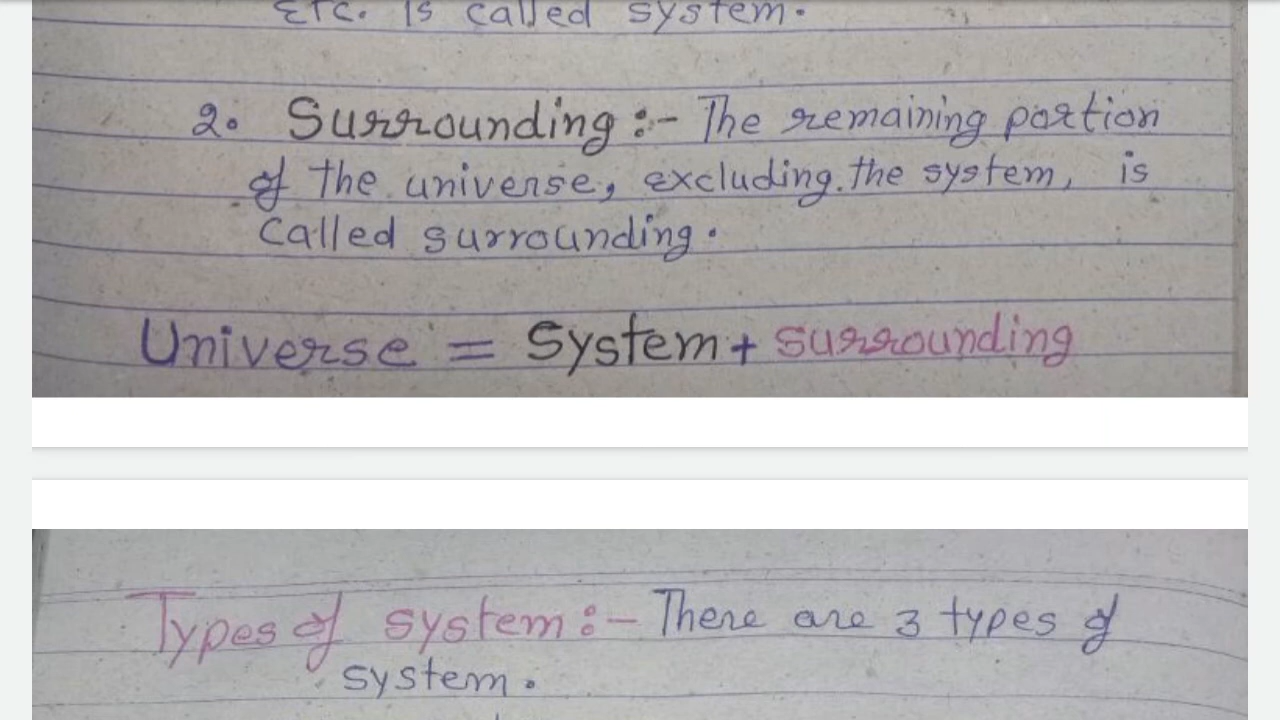 Etc. is called system.
2. Surrounding :- The remaining portion
of the universe, excluding the system, is
called surrounding.
Universe = System + Surrounding
Types of system :- There are 3 types of
system.